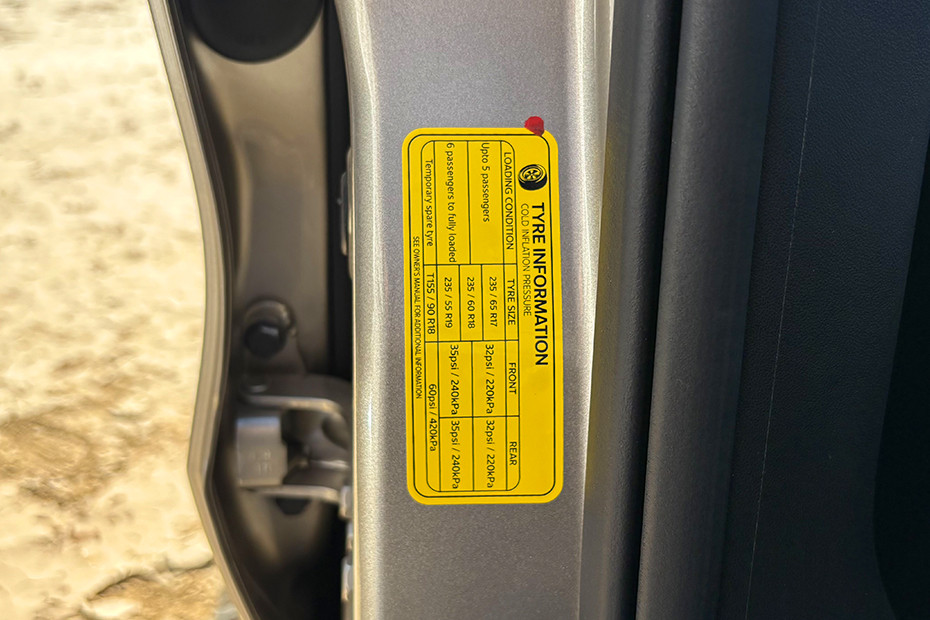 TYRE INFORMATION
COLD INFLATION PRESSURE
LOADING CONDITION TYRE SIZE FRONT REAR
Upto 5 passengers 235 / 65 R17 32psi / 220kPa 32psi / 220kPa
235 / 60 R18
6 passengers to fully loaded 235 / 55 R19 35psi / 240kPa 35psi / 240kPa
Temporary spare tyre T155 / 90 R18 60psi / 420kPa
SEE OWNER'S MANUAL FOR ADDITIONAL INFORMATION